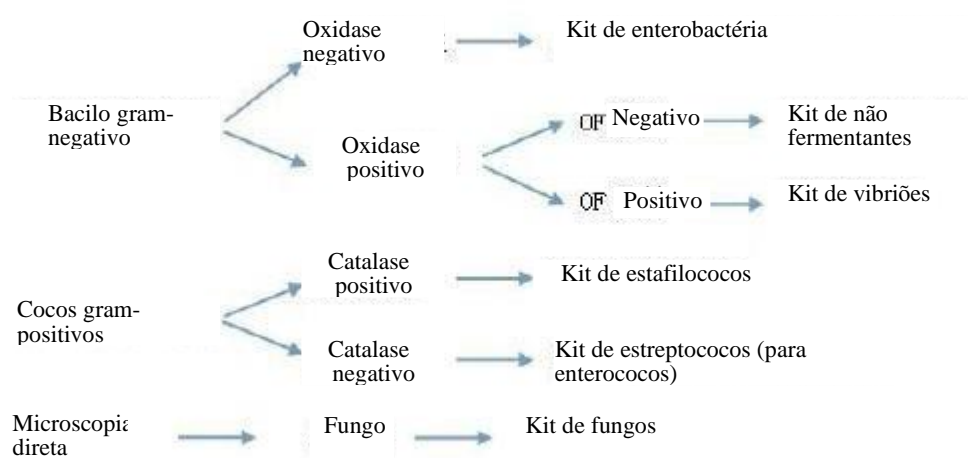 Oxidase
negativo
Kit de enterobactéria
Bacilo gram-
negativo
Oxidase
positivo
OF Negativo
Kit de não
fermentantes
OF Positivo
Kit de vibriões
Cocos gram-
positivos
Catalase
positivo
Kit de estafilococos
Catalase
negativo
Kit de estreptococos (para
enterococos)
Microscopia
direta
Fungo
Kit de fungos